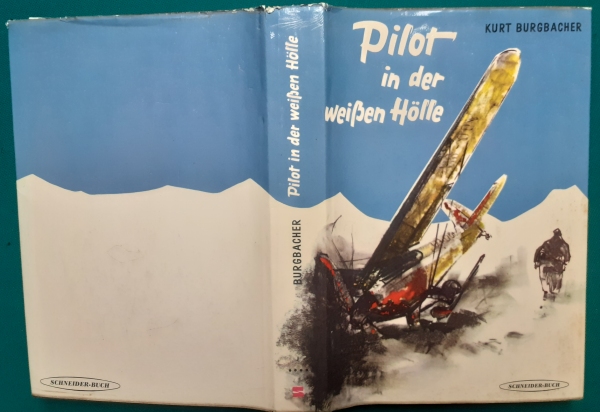 SCHNEIDER-BUCH
BURGBACHER Pilot in der weißen Hölle
KURT BURGBACHER
Pilot
in der
weißen Hölle
SCHNEIDER-BUCH